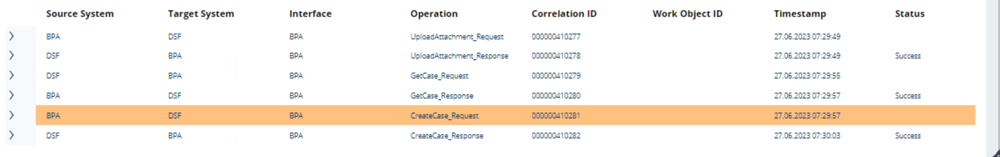 Source System Target System Interface Operation Correlation ID Work Object ID Timestamp Status
BPA DSF BPA UploadAttachment_Request 000000410277 27.06.2023 07:29:49
DSF BPA BPA UploadAttachment_Response 000000410278 27.06.2023 07:29:49 Success
DSF BPA BPA GetCase_Request 000000410279 27.06.2023 07:29:55
BPA DSF BPA GetCase_Response 000000410280 27.06.2023 07:29:57 Success
BPA DSF BPA CreateCase_Request 000000410281 27.06.2023 07:29:57
DSF BPA BPA CreateCase_Response 000000410282 27.06.2023 07:30:03 Success